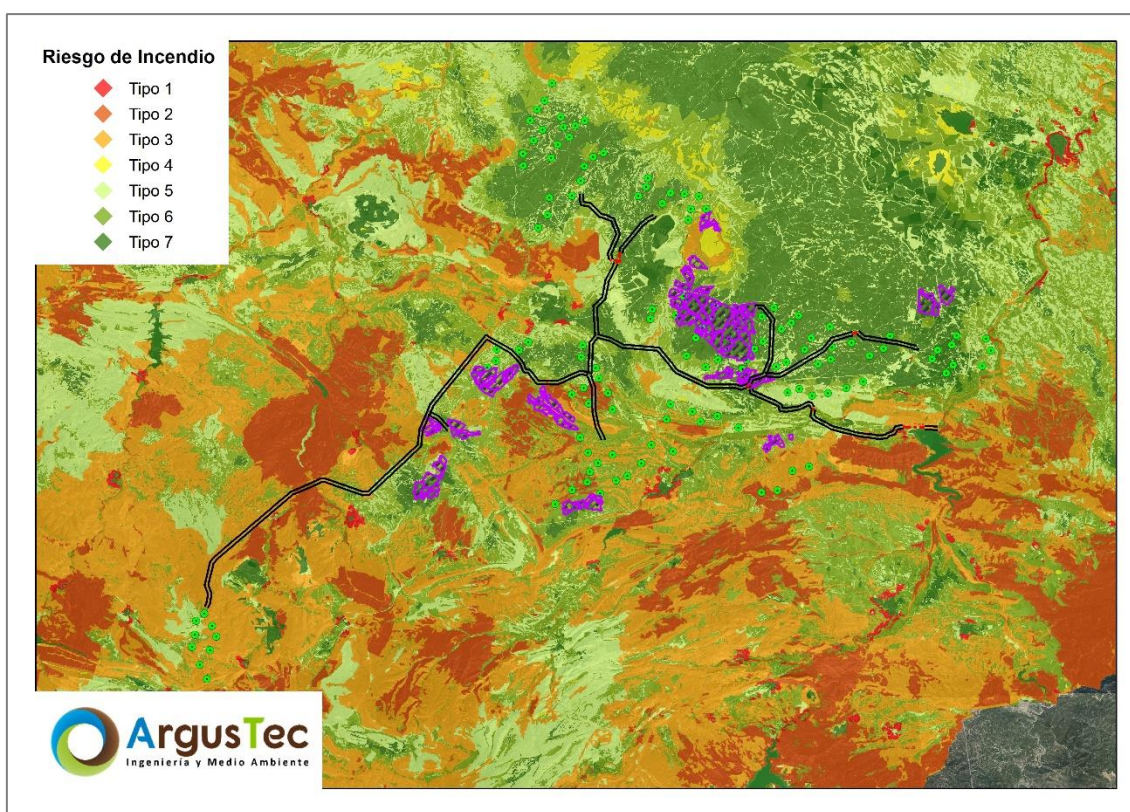 Riesgo de Incendio
Tipo 1
Tipo 2
Tipo 3
Tipo 4
Tipo 5
Tipo 6
Tipo 7
ArgusTec
Ingeniería y Medio Ambiente